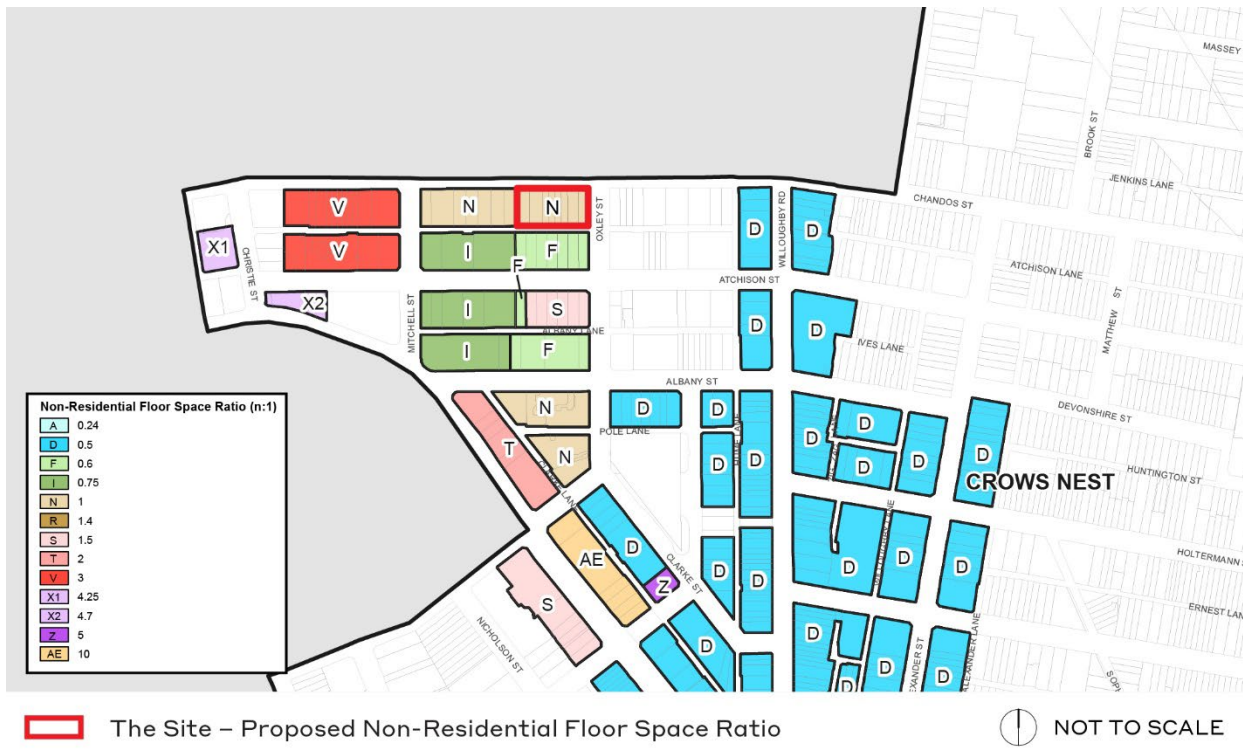 MASSEY
BROOK ST
JENKINS LANE
CHANDOS ST
V
N
N
OXLEY ST
D
WILLOUGHBY RD
D
X1
CHRISTIE ST
V
I
F
F
ATCHISON LANE
ATCHISON ST
X2
MITCHELL ST
I
S
ALBANY LANE
D
D
IVES LANE
MATTHEW ST
I
F
ALBANY ST
DEVONSHIRE ST
Non-Residential Floor Space Ratio (n:1)
A 0.24
D 0.5
F 0.6
I 0.75
N 1
R 1.4
S 1.5
T 2
V 3
X1 4.25
X2 4.7
Z 5
AE 10
N
D
D
POLE LANE
T
N
D
D
D
D
D
D
D
HUNTINGTON ST
CROWS NEST
AE
D
CLARKE ST
Z
D
D
D
D
D
HOLTERMANN S
ERNEST LANE
S
NICHOLSON ST
D
D
D
D
D
ALEXANDER LANE
The Site – Proposed Non-Residential Floor Space Ratio
NOT TO SCALE